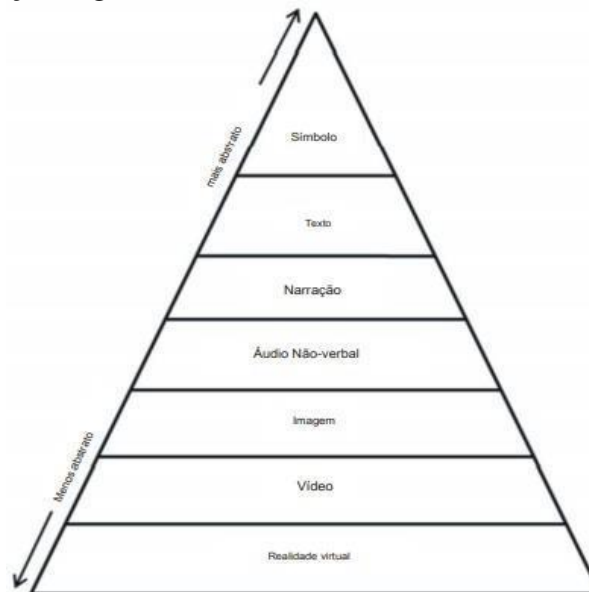 mais abstrato
Símbolo
Texto
Narração
Áudio Não-verbal
Imagem
Menos abstrato
Vídeo
Realidade virtual